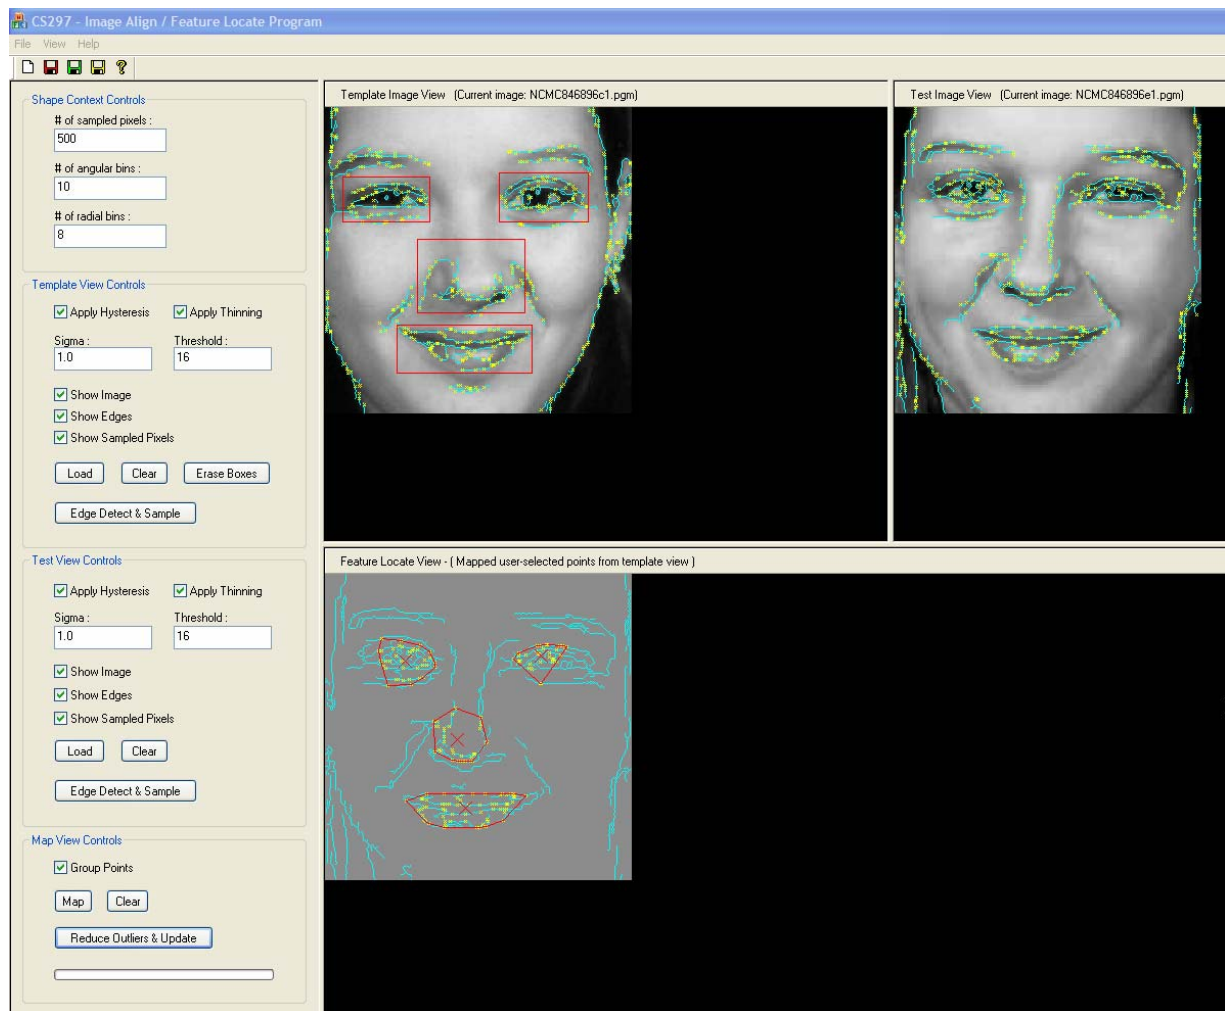 CS297 - Image Align / Feature Locate Program
File View Help
Shape Context Controls
# of sampled pixels :
500
# of angular bins :
10
# of radial bins :
8
Template View Controls
Apply Hysteresis Apply Thinning
Sigma : Threshold :
1.0 16
Show Image
Show Edges
Show Sampled Pixels
Load Clear Erase Boxes
Edge Detect & Sample
Test View Controls
Apply Hysteresis Apply Thinning
Sigma : Threshold :
1.0 16
Show Image
Show Edges
Show Sampled Pixels
Load Clear
Edge Detect & Sample
Map View Controls
Group Points
Map Clear
Reduce Outliers & Update
Template Image View (Current image: NCMC846896c1.pgm)
Test Image View (Current image: NCMC846896e1.pgm)
Feature Locate View - ( Mapped user-selected points from template view )